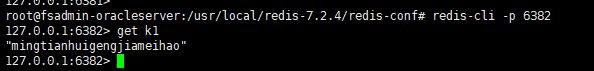 127.0.0.1:6381>
root@fsadmin-oracleserver:/usr/local/redis-7.2.4/redis-conf# redis-cli -p 6382
127.0.0.1:6382> get k1
"mingtianhuigengjiameihao"
127.0.0.1:6382>